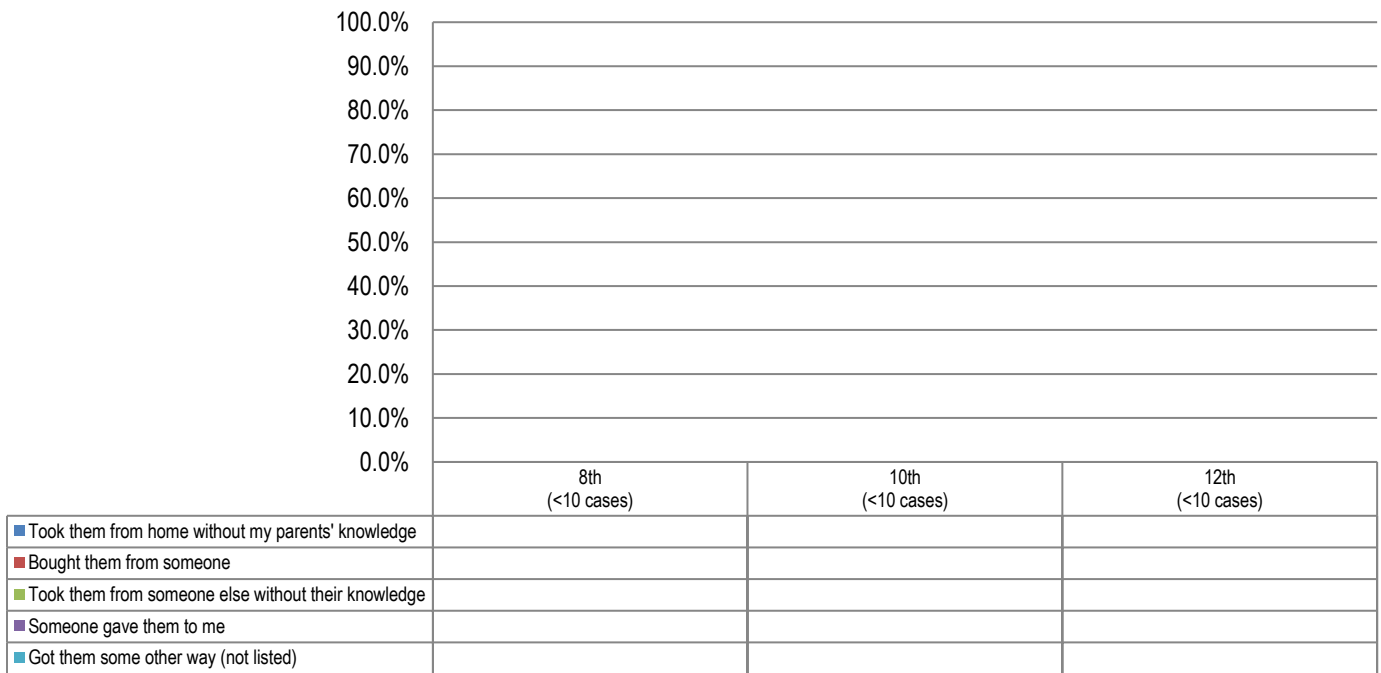 100.0%
90.0%
80.0%
70.0%
60.0%
50.0%
40.0%
30.0%
20.0%
10.0%
0.0%
8th
(<10 cases)
10th
(<10 cases)
12th
(<10 cases)
Took them from home without my parents' knowledge
Bought them from someone
Took them from someone else without their knowledge
Someone gave them to me
Got them some other way (not listed)